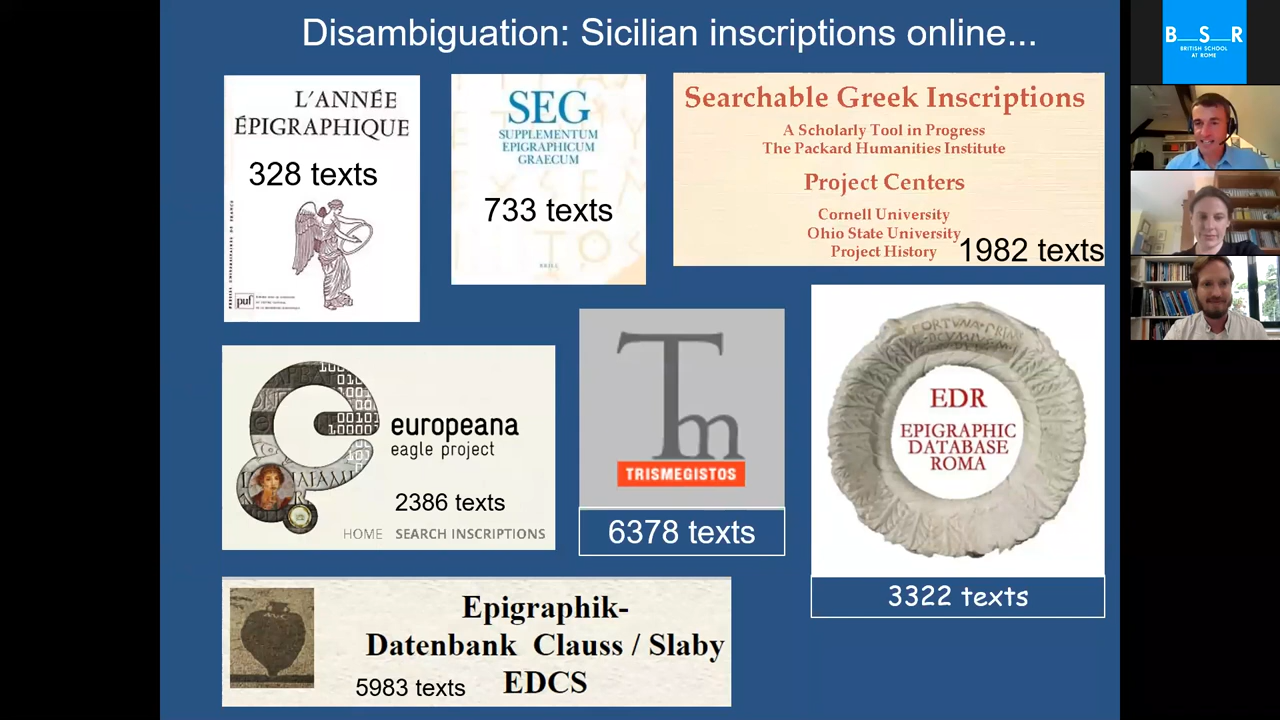 Disambiguation: Sicilian inscriptions online...
B__S__R
BRITISH SCHOOL
AT ROME
L'ANNÉE
ÉPIGRAPHIQUE
328 texts
puf
SEG
SUPPLEMENTUM
EPIGRAPHICUM
GRAECUM
733 texts
BRILL
Searchable Greek Inscriptions
A Scholarly Tool in Progress
The Packard Humanities Institute
Project Centers
Cornell University
Ohio State University
Project History
1982 texts
europeana
eagle project
2386 texts
HOME SEARCH INSCRIPTIONS
Tm
TRISMEGISTOS
6378 texts
EDR
EPIGRAPHIC
DATABASE
ROMA
3322 texts
Epigraphik-
Datenbank Clauss / Slaby
EDCS
5983 texts